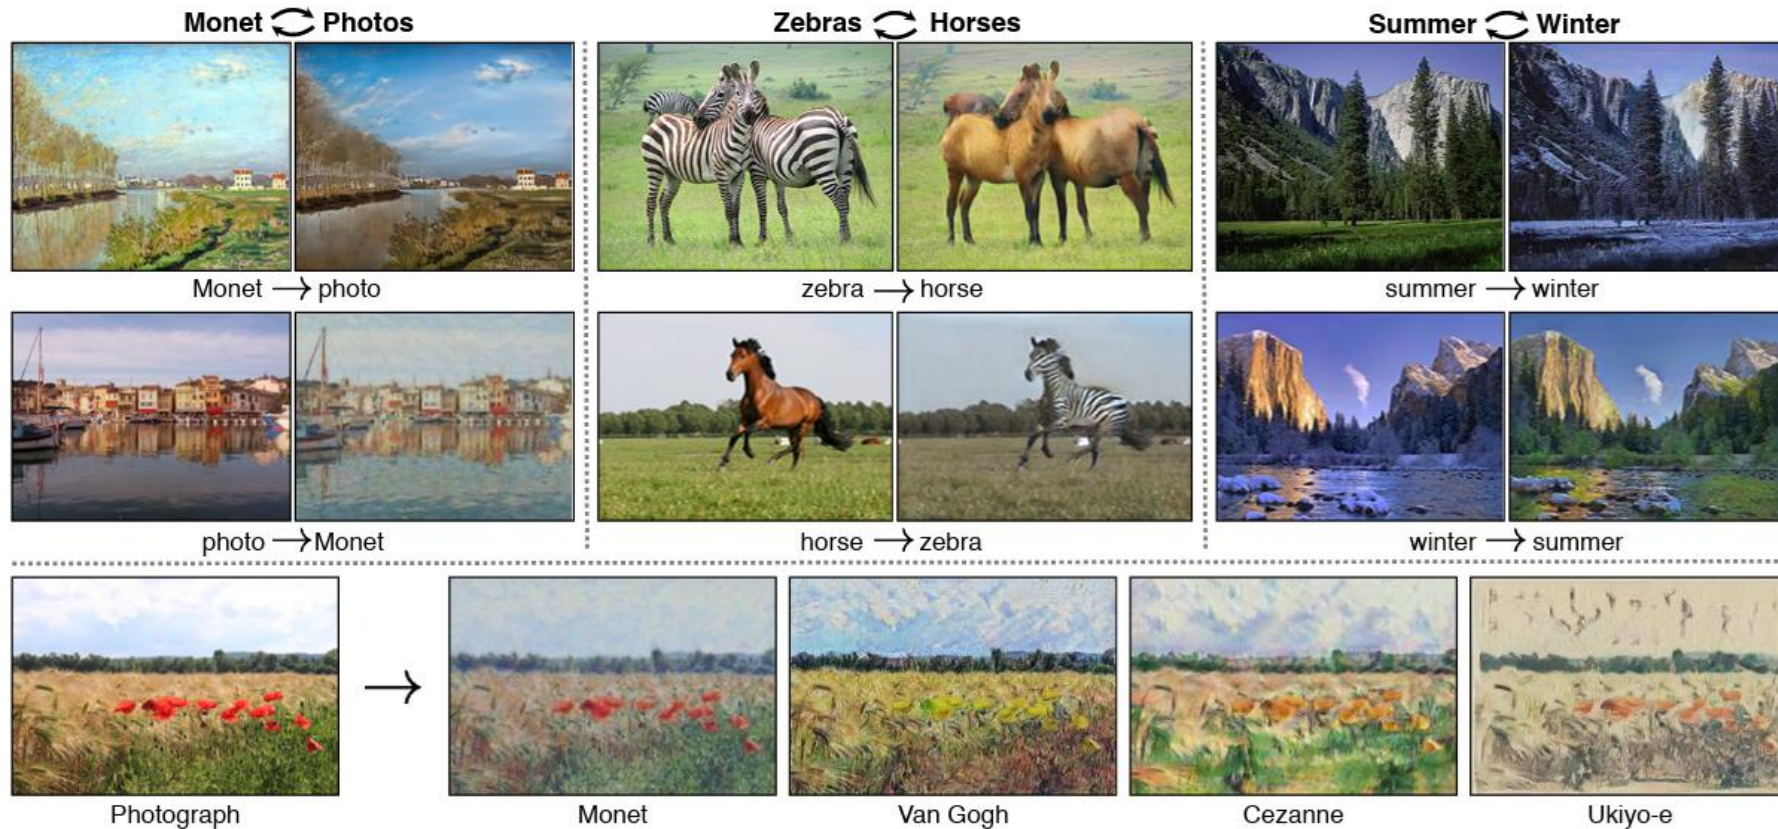 Monet Photos
Zebras Horses
Summer Winter
Monet → photo
zebra → horse
summer → winter
photo → Monet
horse → zebra
winter → summer
Photograph
Monet
Van Gogh
Cezanne
Ukiyo-e